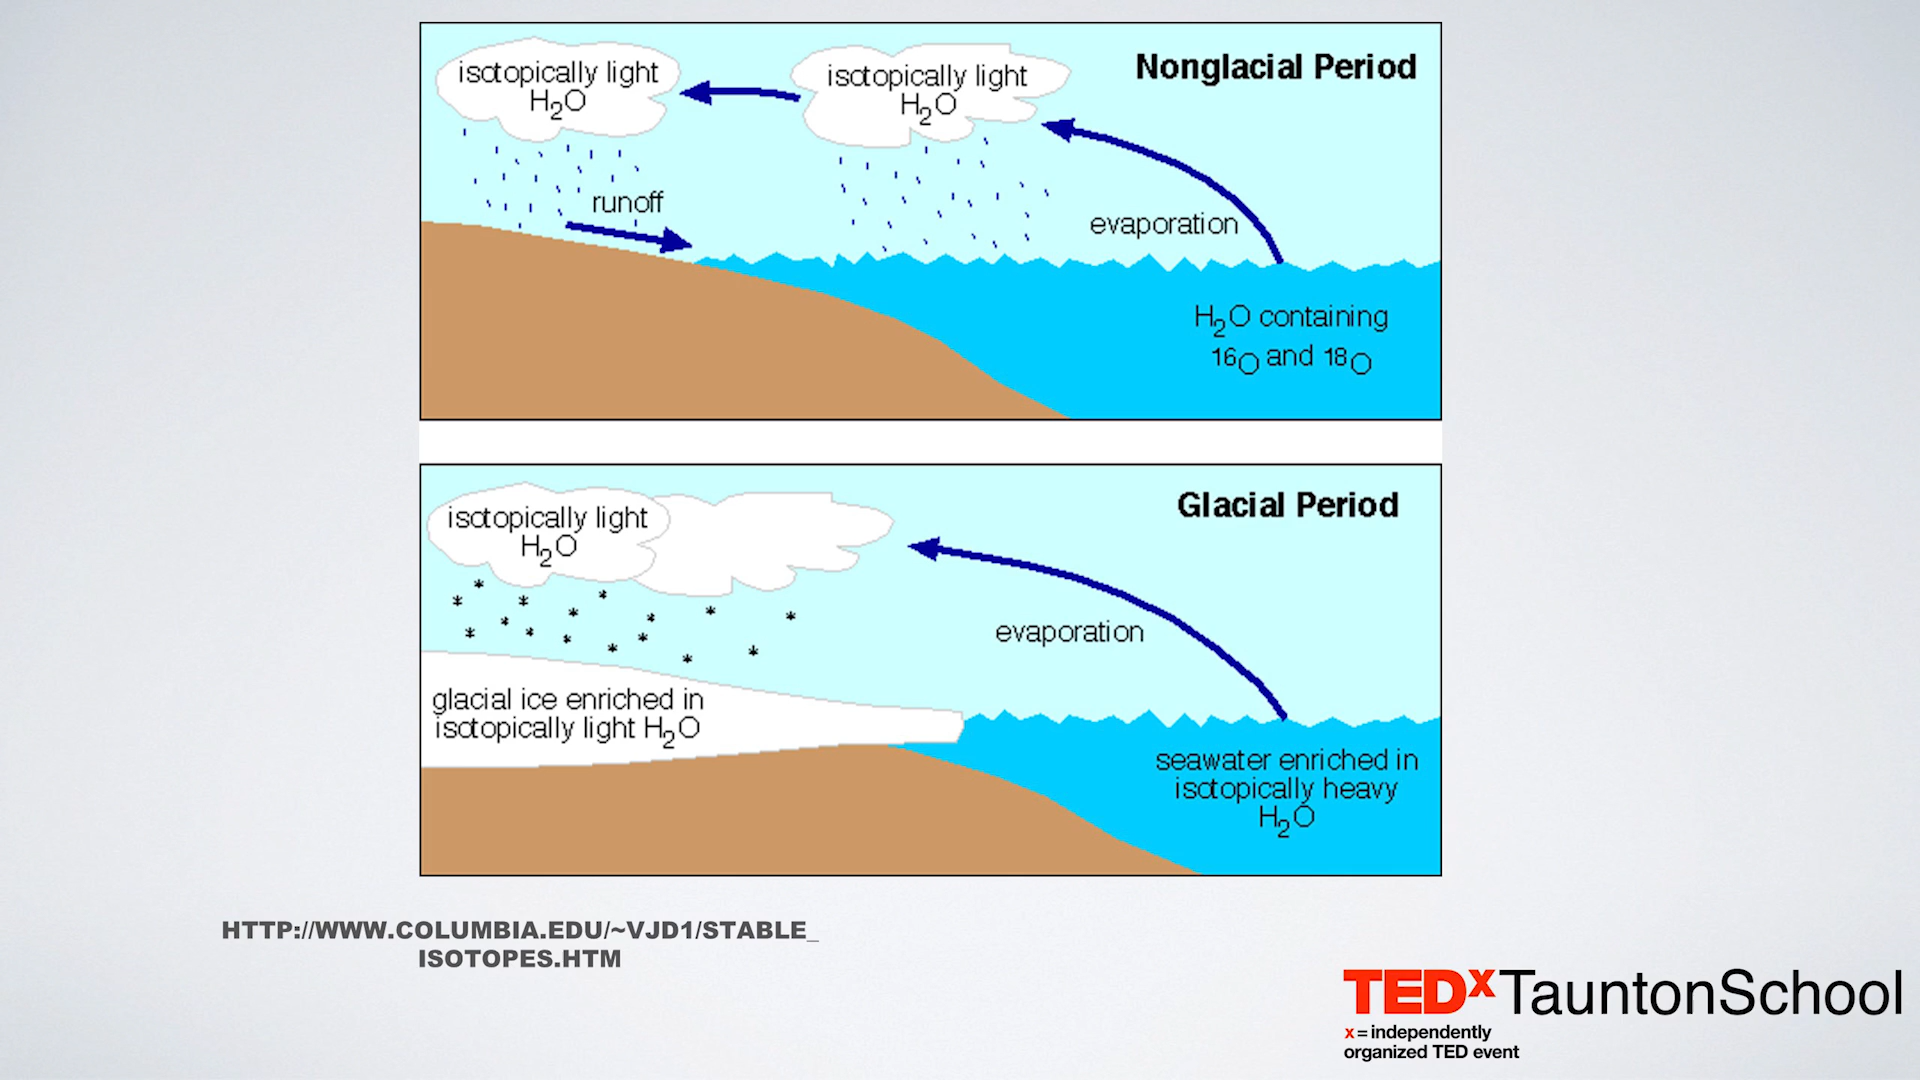 Nonglacial Period
isotopically light
H₂O
isotopically light
H₂O
runoff
evaporation
H₂O containing
¹⁶O and ¹⁸O
Glacial Period
isotopically light
H₂O
evaporation
glacial ice enriched in
isotopically light H₂O
seawater enriched in
isotopically heavy
H₂O
HTTP://WWW.COLUMBIA.EDU/~VJD1/STABLE_
ISOTOPES.HTM
TEDxTauntonSchool
x = independently
organized TED event